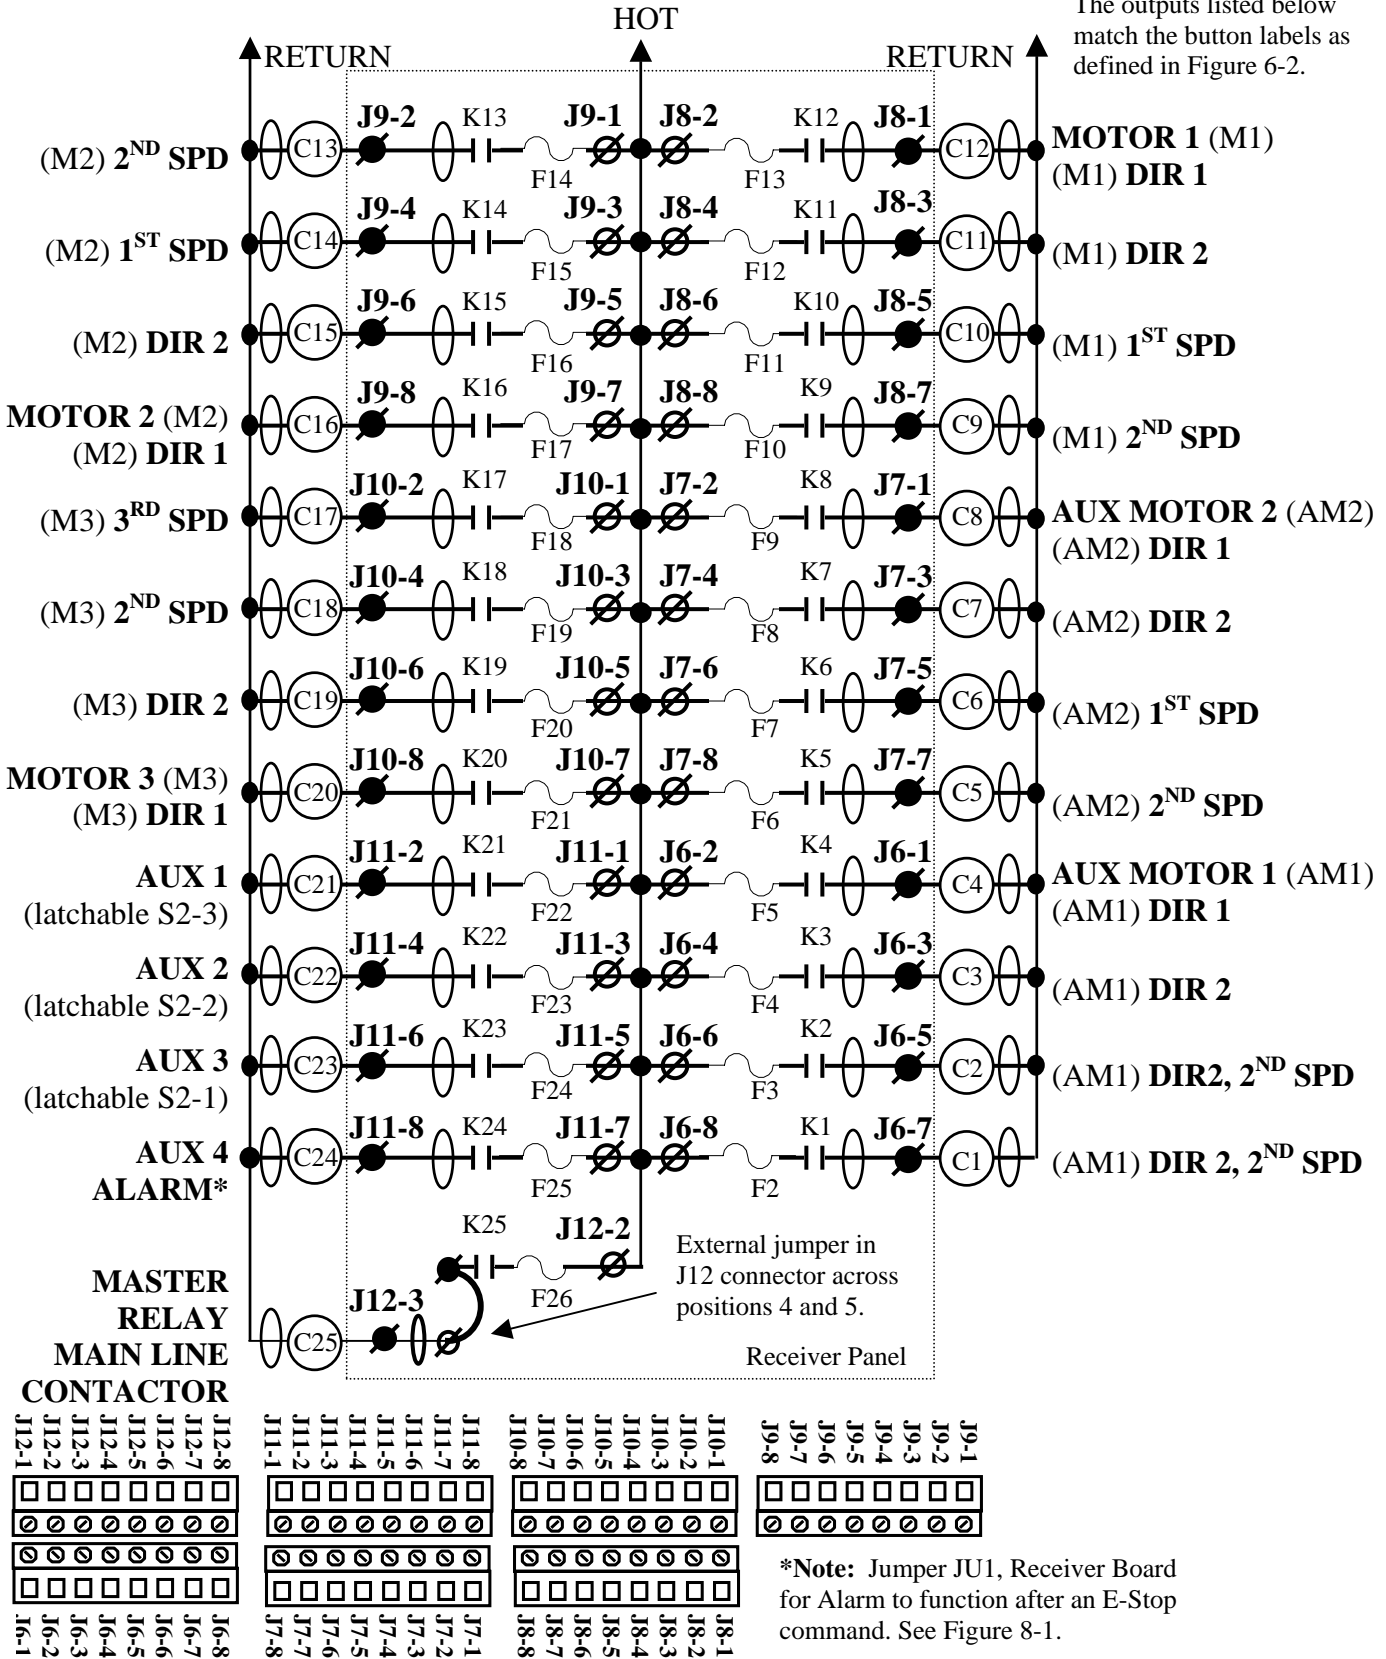 The outputs listed below
match the button labels as
defined in Figure 6-2.
HOT
RETURN
RETURN
(M2) 2ND SPD C13 J9-2 K13 F14 J9-1 J8-2 F13 K12 J8-1 C12 MOTOR 1 (M1)
(M1) DIR 1
(M2) 1ST SPD C14 J9-4 K14 F15 J9-3 J8-4 F12 K11 J8-3 C11 (M1) DIR 2
(M2) DIR 2 C15 J9-6 K15 F16 J9-5 J8-6 F11 K10 J8-5 C10 (M1) 1ST SPD
MOTOR 2 (M2)
(M2) DIR 1 C16 J9-8 K16 F17 J9-7 J8-8 F10 K9 J8-7 C9 (M1) 2ND SPD
(M3) 3RD SPD C17 J10-2 K17 F18 J10-1 J7-2 F9 K8 J7-1 C8 AUX MOTOR 2 (AM2)
(AM2) DIR 1
(M3) 2ND SPD C18 J10-4 K18 F19 J10-3 J7-4 F8 K7 J7-3 C7 (AM2) DIR 2
(M3) DIR 2 C19 J10-6 K19 F20 J10-5 J7-6 F7 K6 J7-5 C6 (AM2) 1ST SPD
MOTOR 3 (M3)
(M3) DIR 1 C20 J10-8 K20 F21 J10-7 J7-8 F6 K5 J7-7 C5 (AM2) 2ND SPD
AUX 1 C21 J11-2 K21 F22 J11-1 J6-2 F5 K4 J6-1 C4 AUX MOTOR 1 (AM1)
(latchable S2-3) (AM1) DIR 1
AUX 2 C22 J11-4 K22 F23 J11-3 J6-4 F4 K3 J6-3 C3 (AM1) DIR 2
(latchable S2-2)
AUX 3 C23 J11-6 K23 F24 J11-5 J6-6 F3 K2 J6-5 C2 (AM1) DIR2, 2ND SPD
(latchable S2-1)
AUX 4 C24 J11-8 K24 F25 J11-7 J6-8 F2 K1 J6-7 C1 (AM1) DIR 2, 2ND SPD
ALARM*
K25 F26 J12-2
External jumper in
J12 connector across
positions 4 and 5.
MASTER
RELAY
MAIN LINE
CONTACTOR
C25 J12-3
Receiver Panel
J12-1 J12-2 J12-3 J12-4 J12-5 J12-6 J12-7 J12-8
J11-1 J11-2 J11-3 J11-4 J11-5 J11-6 J11-7 J11-8
J10-8 J10-7 J10-6 J10-5 J10-4 J10-3 J10-2 J10-1
J9-8 J9-7 J9-6 J9-5 J9-4 J9-3 J9-2 J9-1
J6-1 J6-2 J6-3 J6-4 J6-5 J6-6 J6-7 J6-8
J7-8 J7-7 J7-6 J7-5 J7-4 J7-3 J7-2 J7-1
J8-8 J8-7 J8-6 J8-5 J8-4 J8-3 J8-2 J8-1
*Note: Jumper JU1, Receiver Board
for Alarm to function after an E-Stop
command. See Figure 8-1.